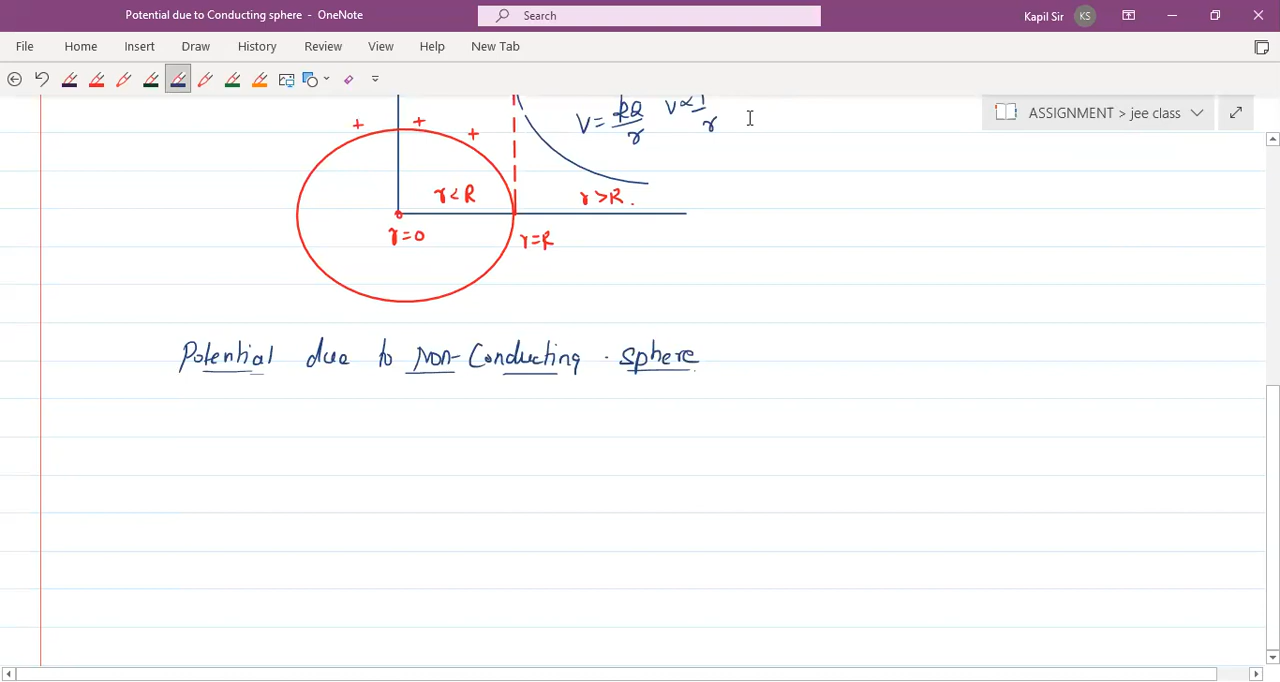 Potential due to Conducting sphere - OneNote
Search
Kapil Sir KS
File Home Insert Draw History Review View Help New Tab
ASSIGNMENT > jee class
V = kQ/r V ∝ 1/r
+ + +
r < R r > R.
r = 0 r = R
Potential due to Non-Conducting sphere